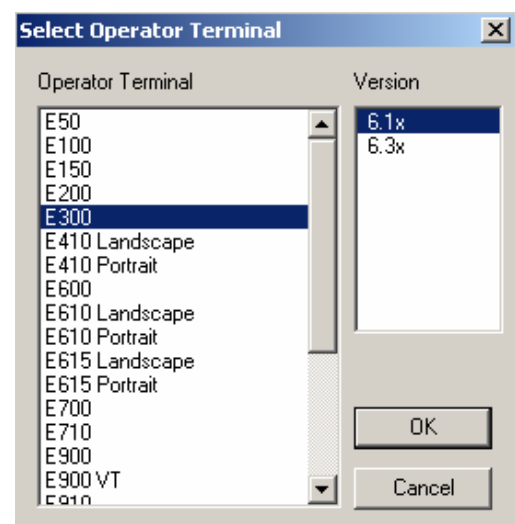 Select Operator Terminal
Operator Terminal
Version
E50
E100
E150
E200
E300
E410 Landscape
E410 Portrait
E600
E610 Landscape
E610 Portrait
E615 Landscape
E615 Portrait
E700
E710
E900
E900 VT
E910
6.1x
6.3x
OK
Cancel